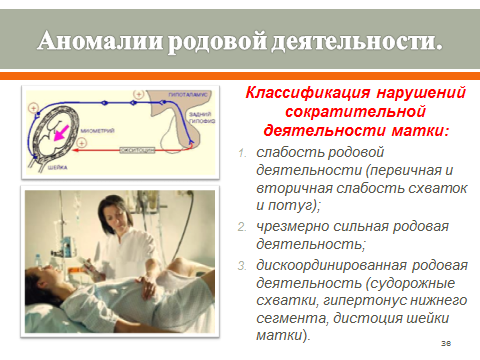 Аномалии родовой деятельности.
ГИПОТАЛАМУС
ЗАДНИЙ
ГИПОФИЗ
МИОМЕТРИЙ
ОКСИТОЦИН
ШЕЙКА
Классификация нарушений
сократительной
деятельности матки:
1. слабость родовой
деятельности (первичная и
вторичная слабость схваток
и потуг);
2. чрезмерно сильная родовая
деятельность;
3. дискоординированная родовая
деятельность (судорожные
схватки, гипертонус нижнего
сегмента, дистоция шейки
матки).
38